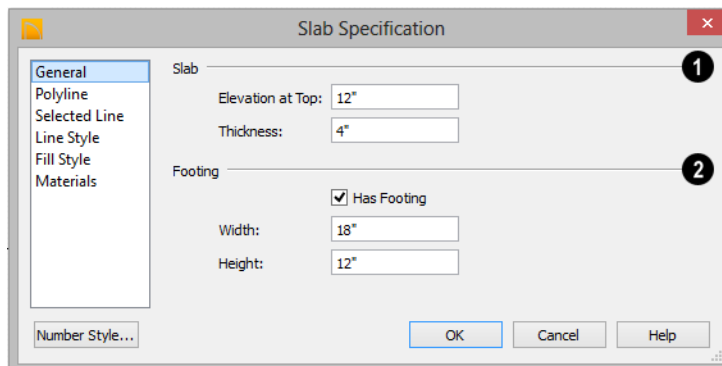 Slab Specification
General
Polyline
Selected Line
Line Style
Fill Style
Materials
Slab 1
Elevation at Top: 12"
Thickness: 4"
Footing 2
Has Footing
Width: 18"
Height: 12"
Number Style... OK Cancel Help